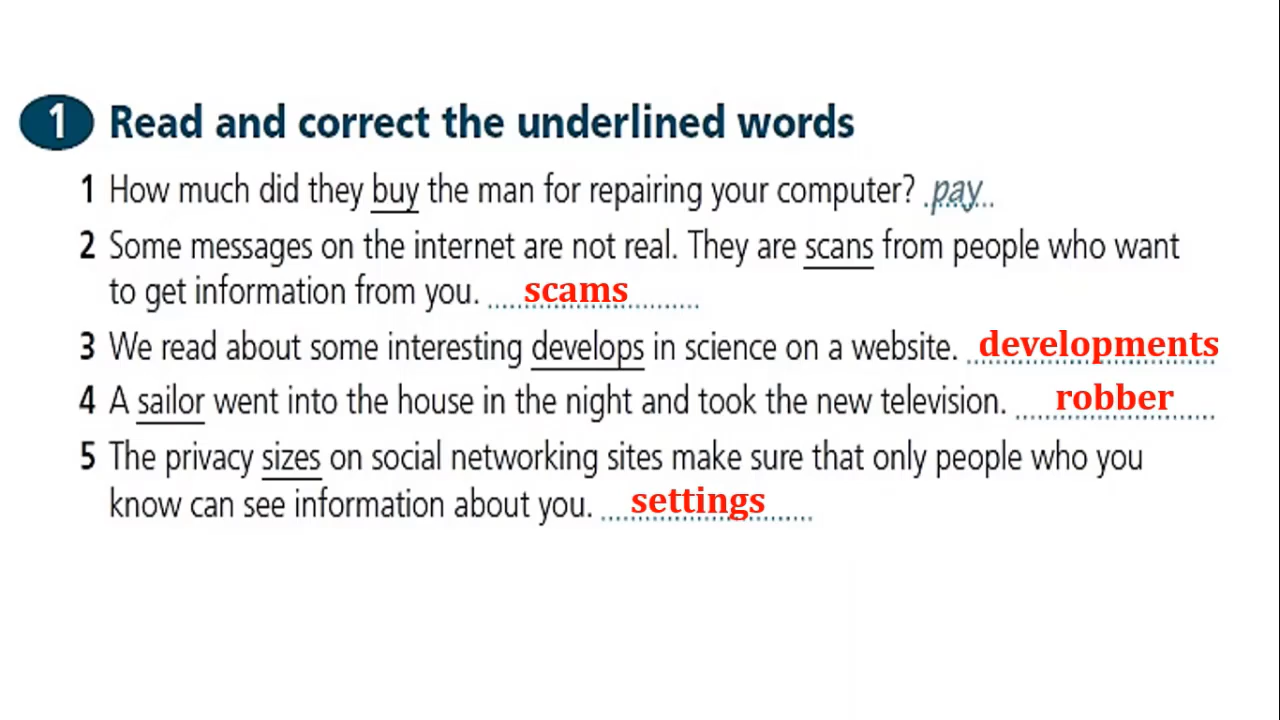 1 Read and correct the underlined words
1 How much did they buy the man for repairing your computer? .pay..
2 Some messages on the internet are not real. They are scans from people who want
to get information from you. scams
3 We read about some interesting develops in science on a website. developments
4 A sailor went into the house in the night and took the new television. robber
5 The privacy sizes on social networking sites make sure that only people who you
know can see information about you. settings